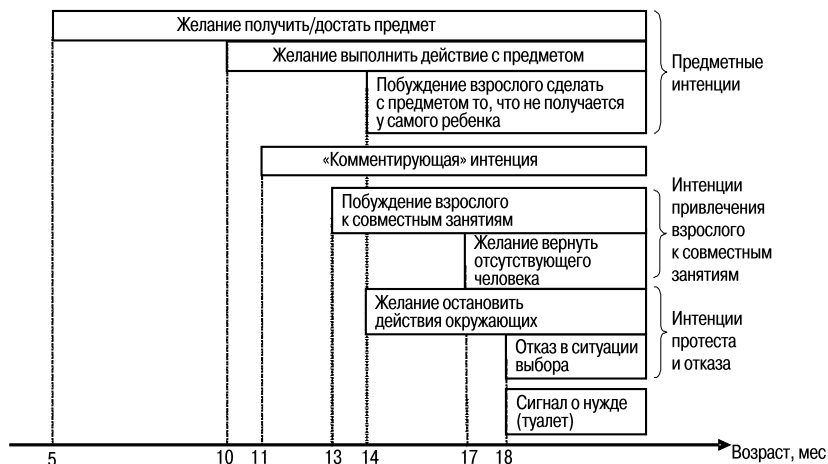 Желание получить/достать предмет
Желание выполнить действие с предметом
Побуждение взрослого сделать
с предметом то, что не получается
у самого ребенка
Предметные
интенции
«Комментирующая» интенция
Побуждение взрослого
к совместным занятиям
Желание вернуть
отсутствующего
человека
Интенции
привлечения
взрослого
к совместным
занятиям
Желание остановить
действия окружающих
Отказ в ситуации
выбора
Интенции
протеста
и отказа
Сигнал о нужде
(туалет)
5 10 11 13 14 17 18 Возраст, мес